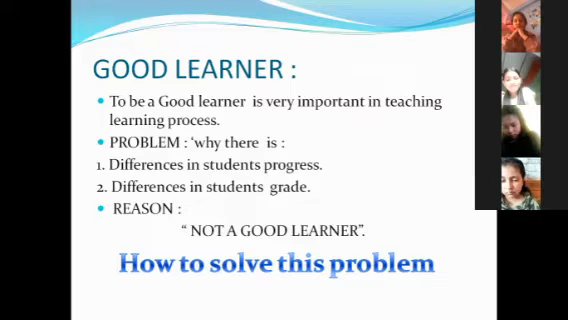 GOOD LEARNER :
To be a Good learner is very important in teaching
learning process.
PROBLEM : ‘why there is :
1. Differences in students progress.
2. Differences in students grade.
REASON :
“ NOT A GOOD LEARNER”.
How to solve this problem